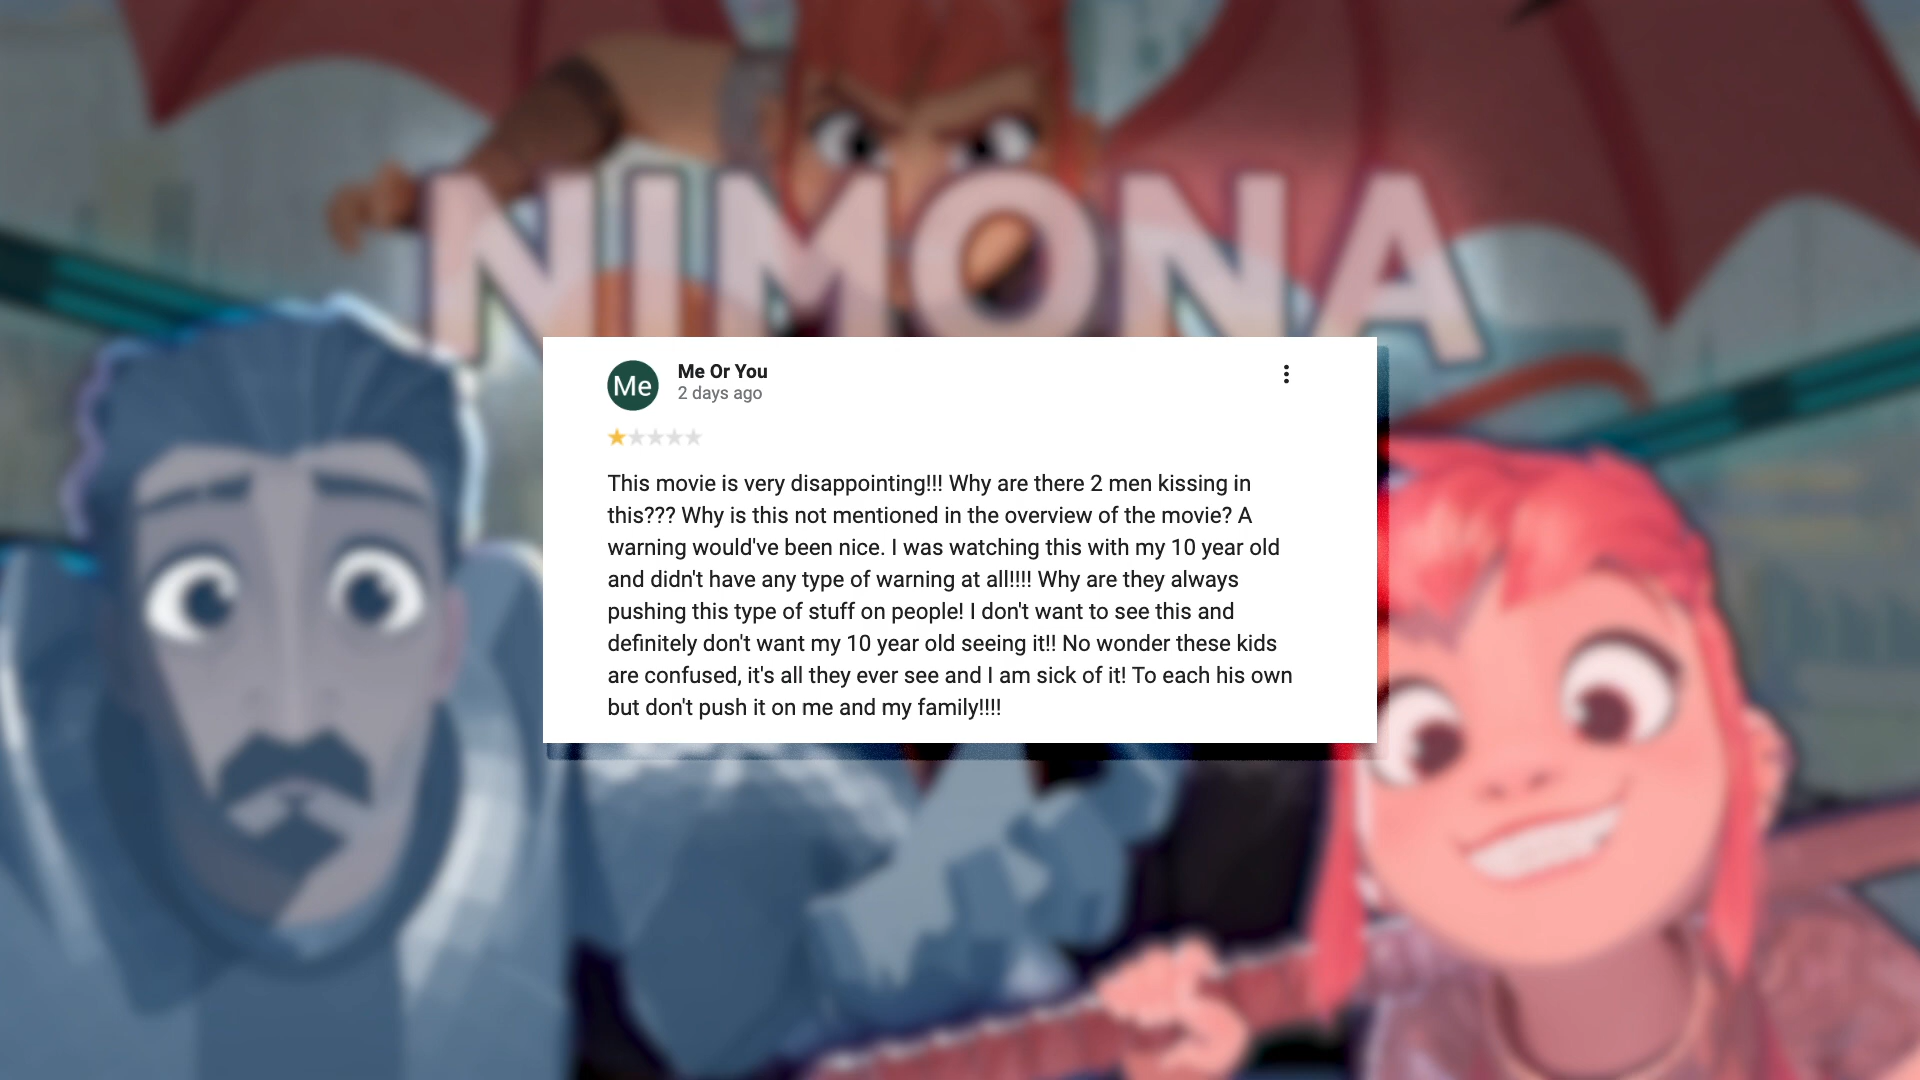 NIMONA
Me
Me Or You
2 days ago
This movie is very disappointing!!! Why are there 2 men kissing in
this??? Why is this not mentioned in the overview of the movie? A
warning would've been nice. I was watching this with my 10 year old
and didn't have any type of warning at all!!!! Why are they always
pushing this type of stuff on people! I don't want to see this and
definitely don't want my 10 year old seeing it!! No wonder these kids
are confused, it's all they ever see and I am sick of it! To each his own
but don't push it on me and my family!!!!